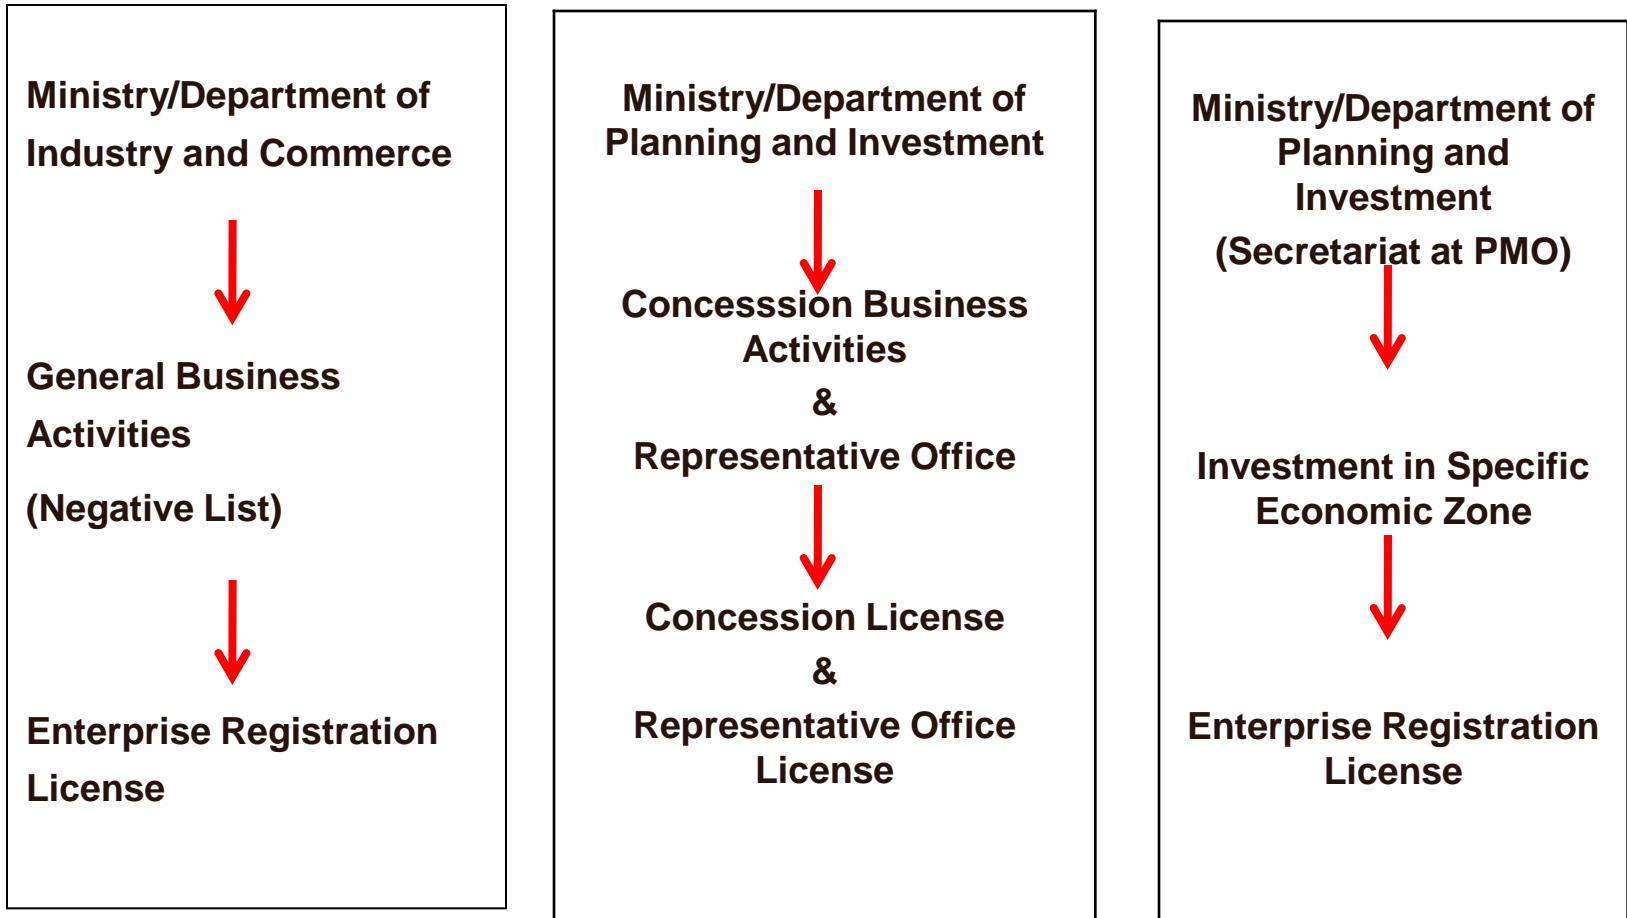 Ministry/Department of
Industry and Commerce
General Business
Activities
(Negative List)
Enterprise Registration
License
Ministry/Department of
Planning and Investment
Concesssion Business
Activities
&
Representative Office
Concession License
&
Representative Office
License
Ministry/Department of
Planning and
Investment
(Secretariat at PMO)
Investment in Specific
Economic Zone
Enterprise Registration
License